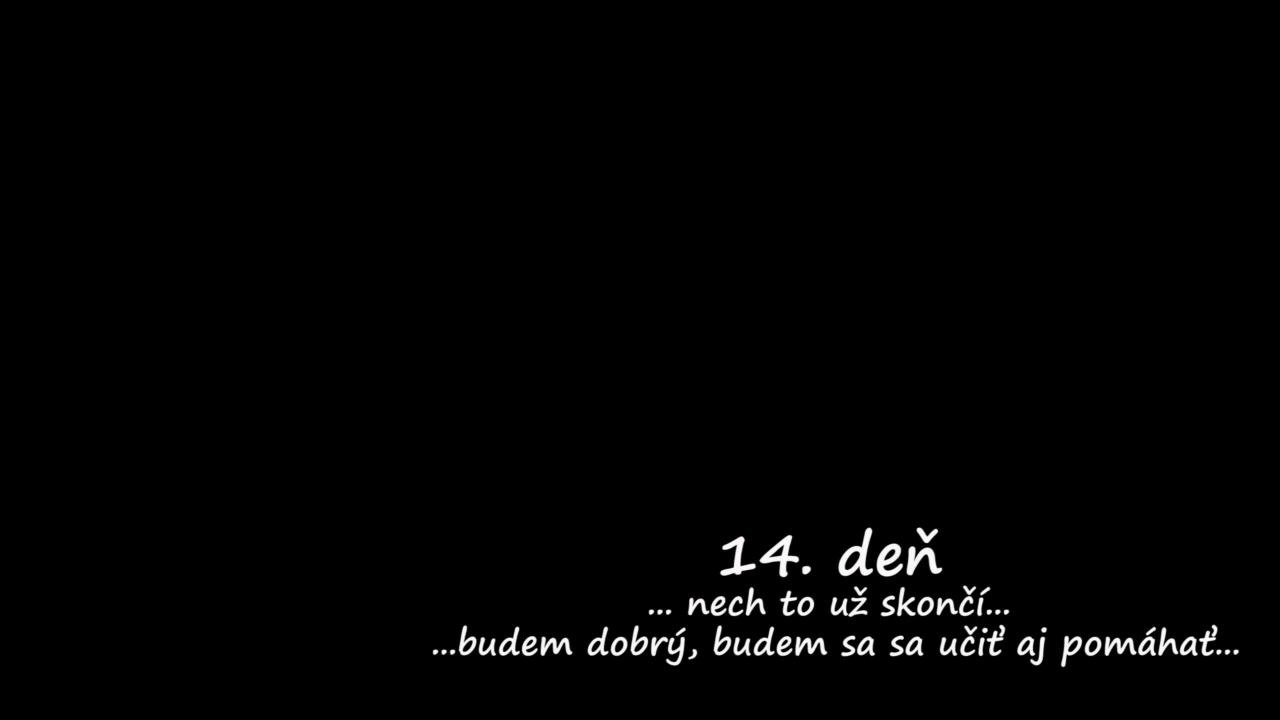 14. deň
... nech to už skončí...
...budem dobrý, budem sa sa učiť aj pomáhať...